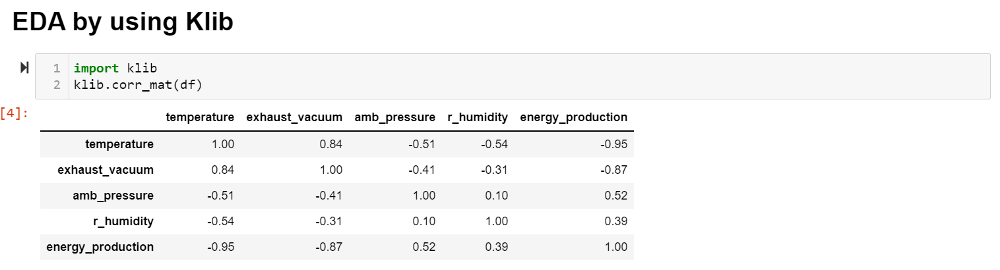 EDA by using Klib
1 import klib
2 klib.corr_mat(df)
[4]:
temperature exhaust_vacuum amb_pressure r_humidity energy_production
temperature 1.00 0.84 -0.51 -0.54 -0.95
exhaust_vacuum 0.84 1.00 -0.41 -0.31 -0.87
amb_pressure -0.51 -0.41 1.00 0.10 0.52
r_humidity -0.54 -0.31 0.10 1.00 0.39
energy_production -0.95 -0.87 0.52 0.39 1.00